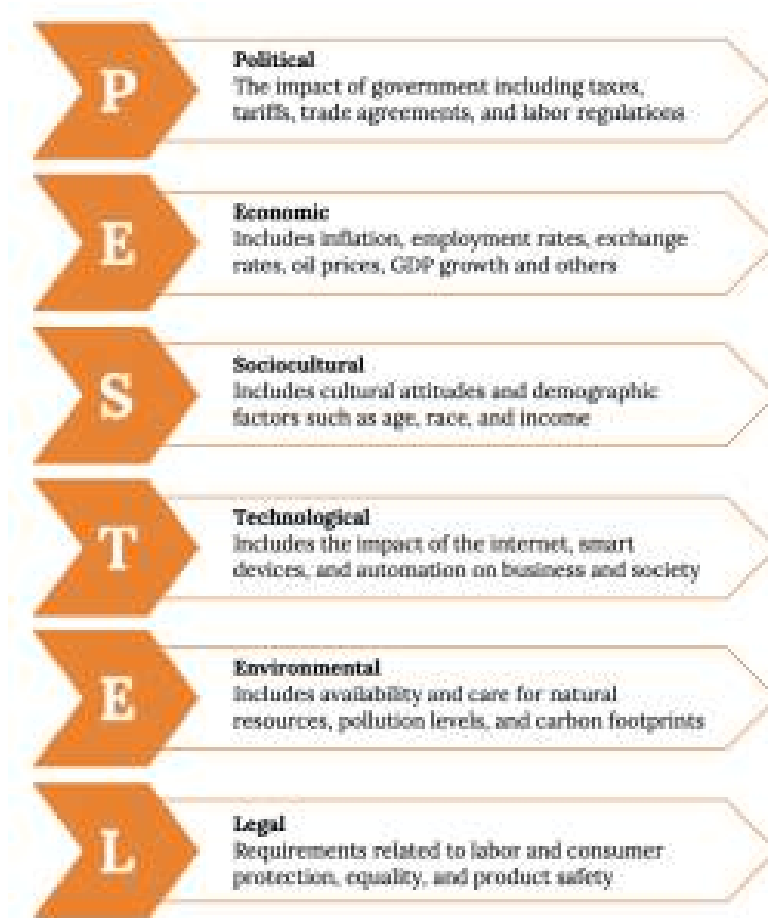 P
Political
The impact of government including taxes,
tariffs, trade agreements, and labor regulations
E
Economic
Includes inflation, employment rates, exchange
rates, oil prices, GDP growth and others
S
Sociocultural
Includes cultural attitudes and demographic
factors such as age, race, and income
T
Technological
Includes the impact of the internet, smart
devices, and automation on business and society
E
Environmental
Includes availability and care for natural
resources, pollution levels, and carbon footprints
L
Legal
Requirements related to labor and consumer
protection, equality, and product safety